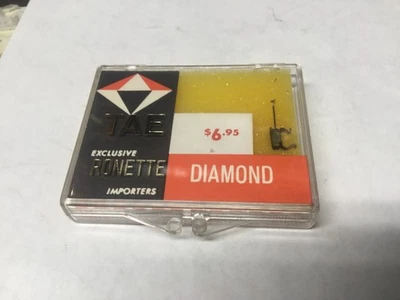 TAE
$6.95
EXCLUSIVE
RONETTE
IMPORTERS
DIAMOND